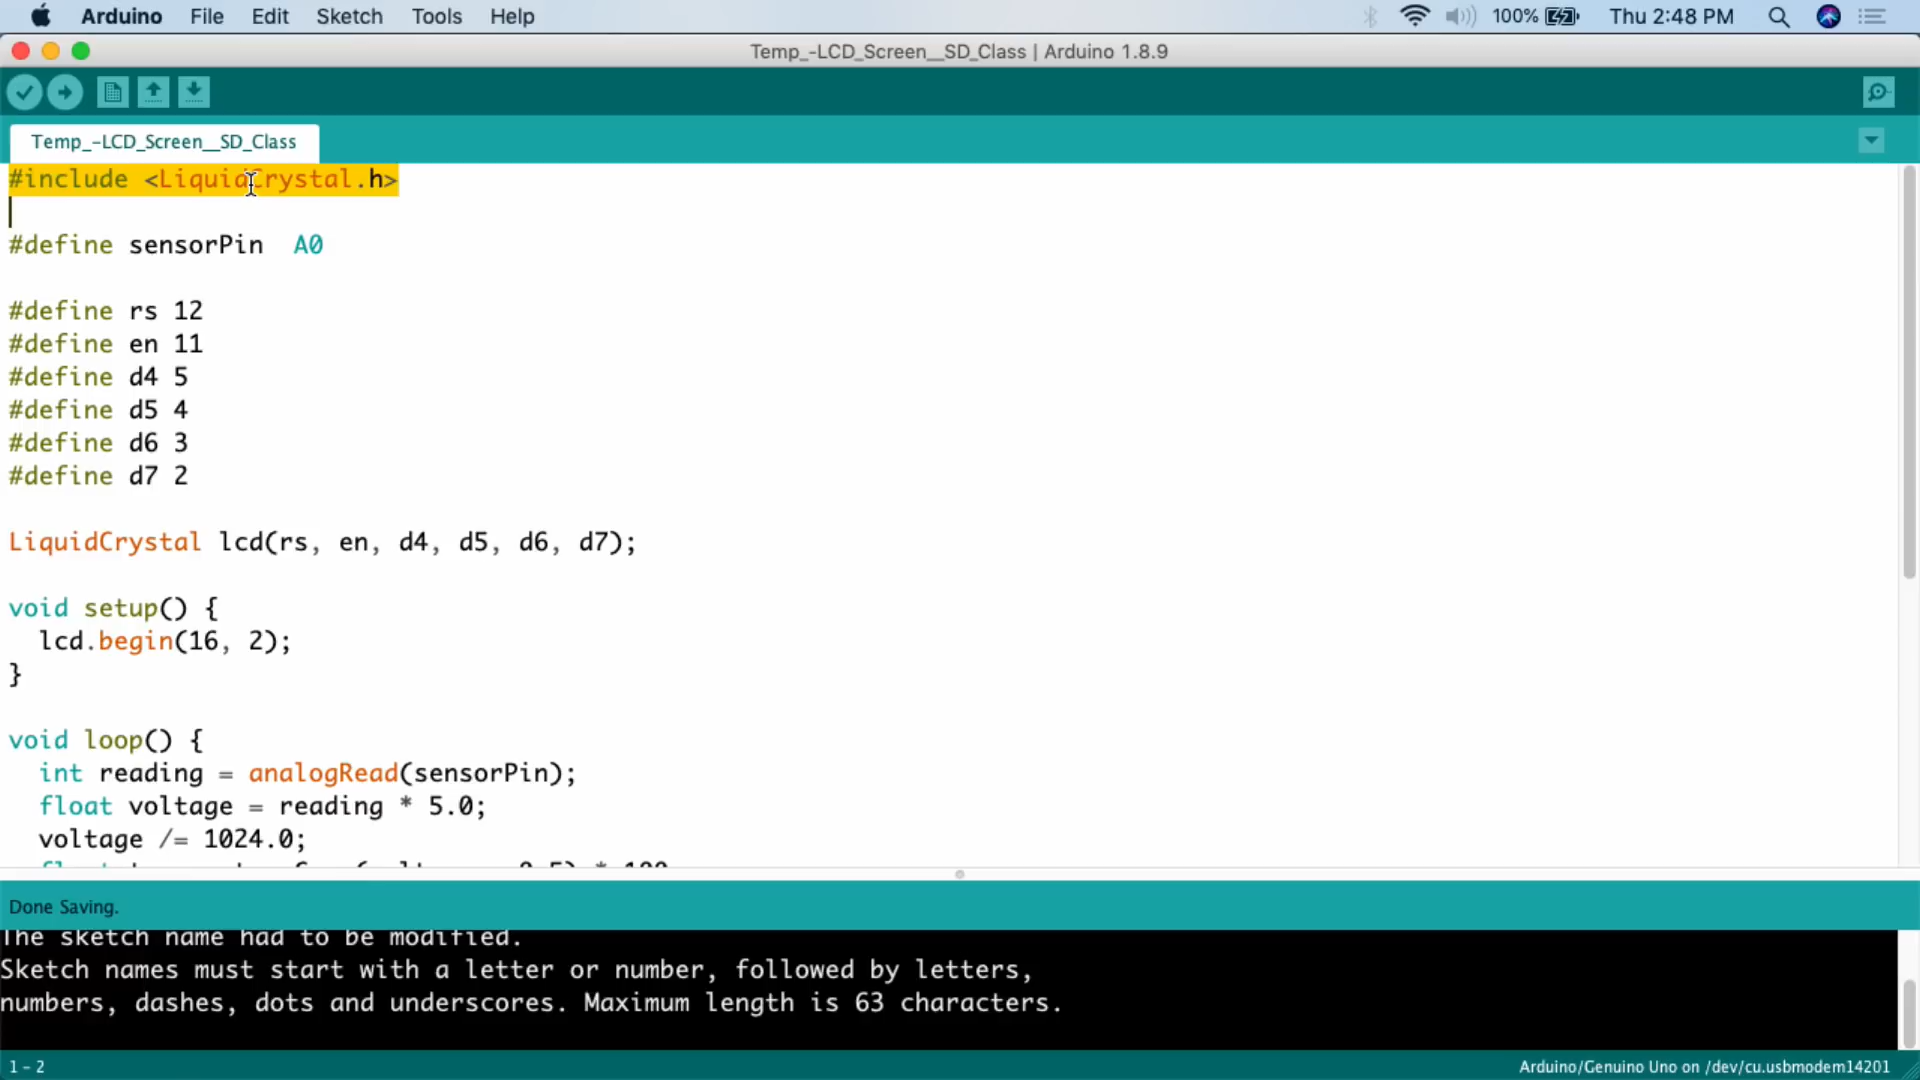 Arduino File Edit Sketch Tools Help 100% Thu 2:48 PM
Temp_-LCD_Screen__SD_Class | Arduino 1.8.9
Temp_-LCD_Screen__SD_Class
#include <LiquidCrystal.h>
#define sensorPin  A0
#define rs 12
#define en 11
#define d4 5
#define d5 4
#define d6 3
#define d7 2
LiquidCrystal lcd(rs, en, d4, d5, d6, d7);
void setup() {
  lcd.begin(16, 2);
}
void loop() {
  int reading = analogRead(sensorPin);
  float voltage = reading * 5.0;
  voltage /= 1024.0;
Done Saving.
The sketch name had to be modified.
Sketch names must start with a letter or number, followed by letters,
numbers, dashes, dots and underscores. Maximum length is 63 characters.
1 - 2 Arduino/Genuino Uno on /dev/cu.usbmodem14201